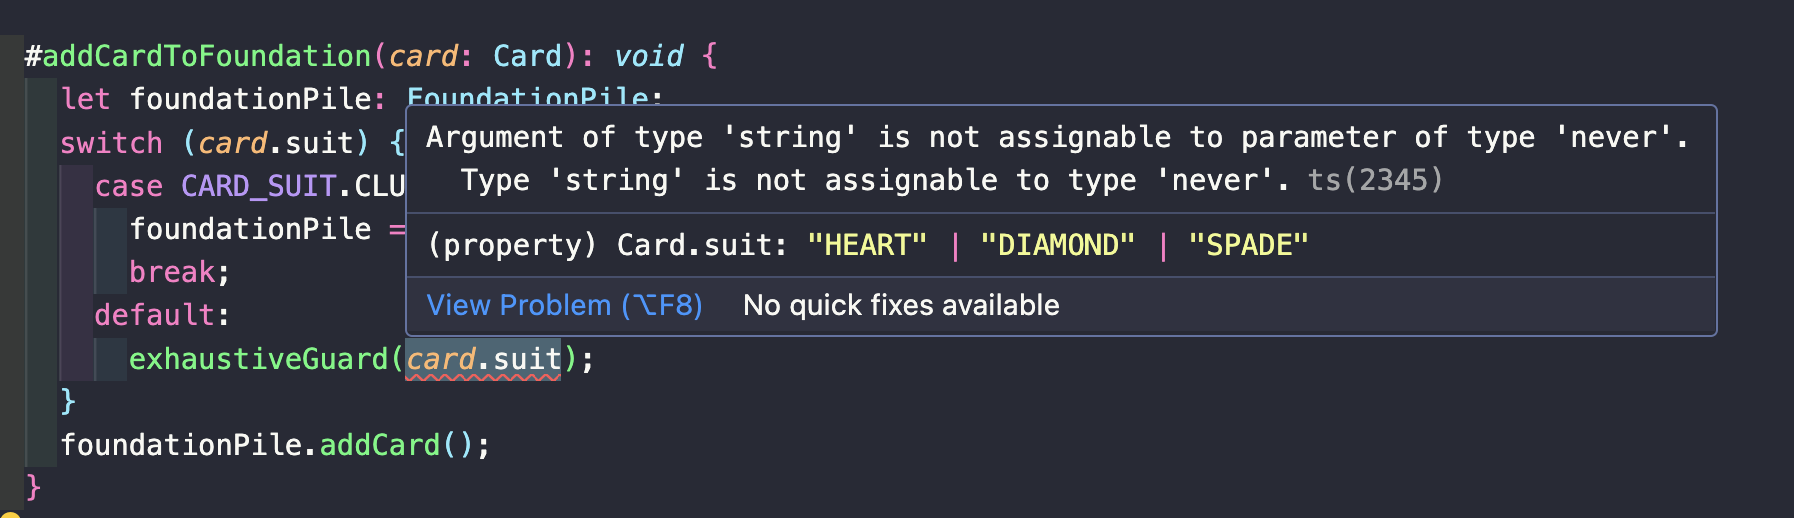 #addCardToFoundation(card: Card): void {
let foundationPile: FoundationPile;
switch (card.suit) {
case CARD_SUIT.CLU
foundationPile =
break;
default:
exhaustiveGuard(card.suit);
}
foundationPile.addCard();
}
Argument of type 'string' is not assignable to parameter of type 'never'.
Type 'string' is not assignable to type 'never'. ts(2345)
(property) Card.suit: "HEART" | "DIAMOND" | "SPADE"
View Problem (⌥F8) No quick fixes available